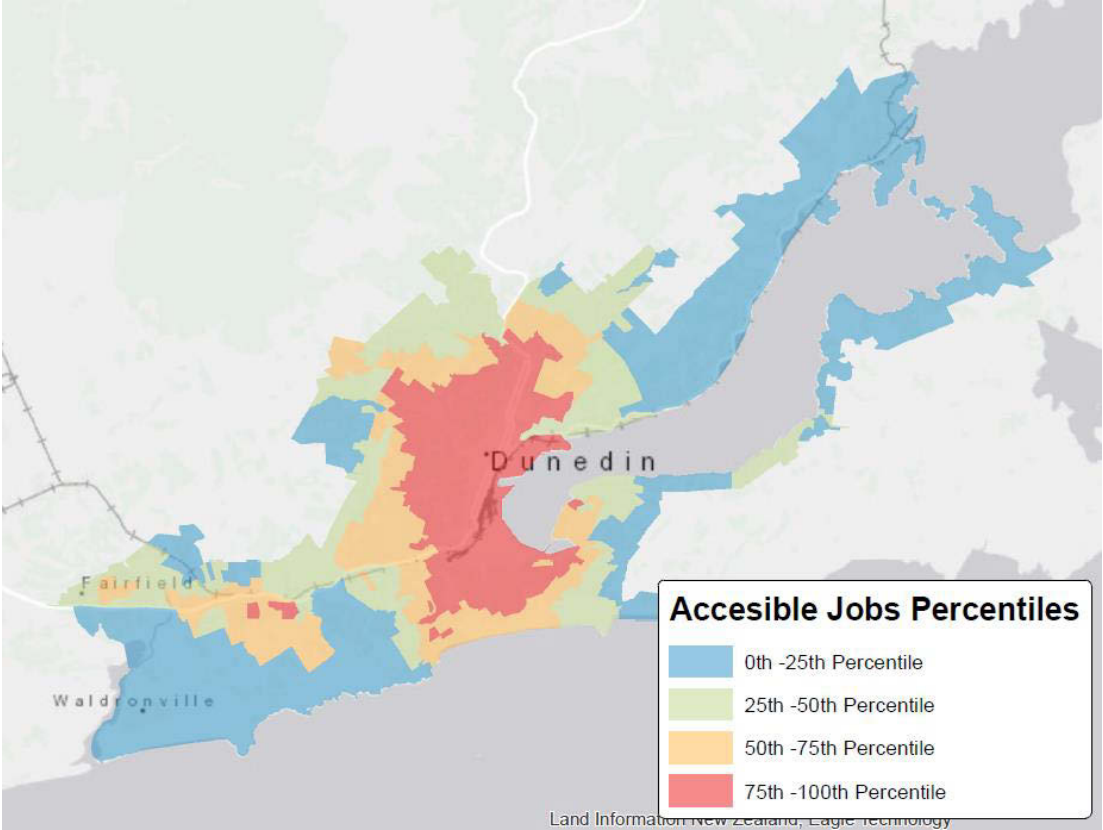 Dunedin
Fairfield
Waldronville
Accesible Jobs Percentiles
0th -25th Percentile
25th -50th Percentile
50th -75th Percentile
75th -100th Percentile
Land Information New Zealand, Eagle Technology